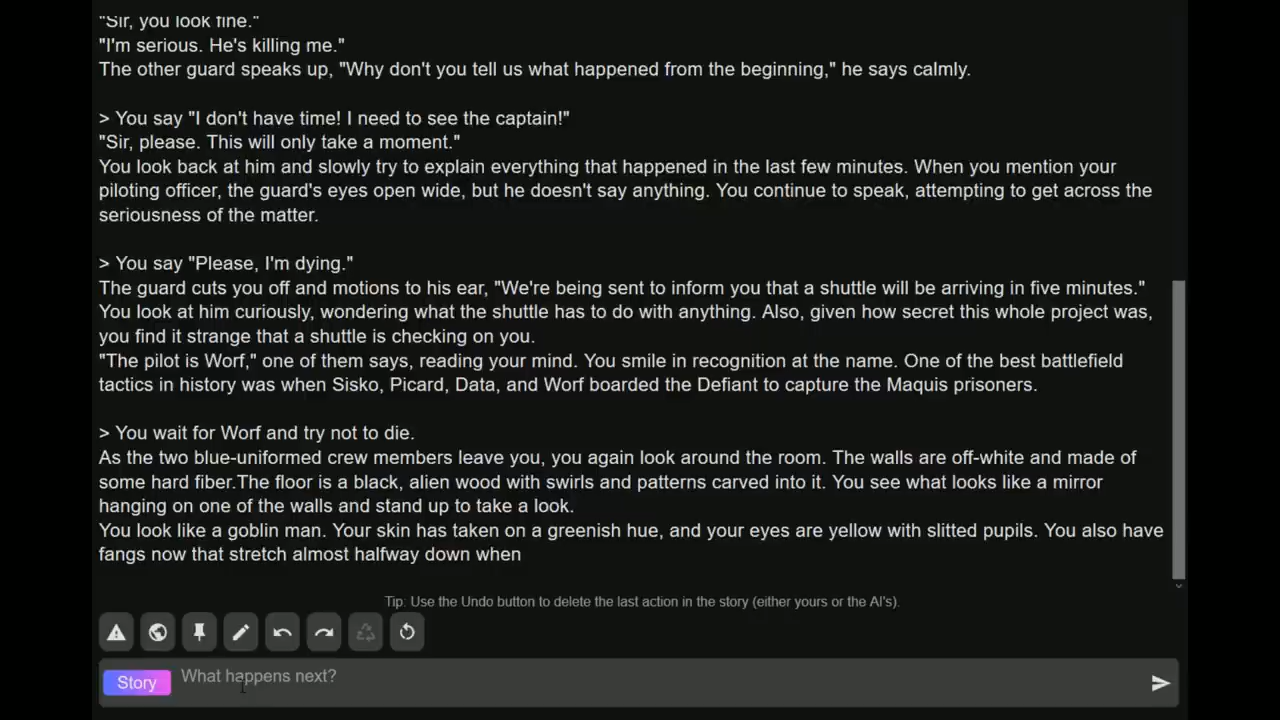 "Sir, you look fine."
"I'm serious. He's killing me."
The other guard speaks up, "Why don't you tell us what happened from the beginning," he says calmly.
> You say "I don't have time! I need to see the captain!"
"Sir, please. This will only take a moment."
You look back at him and slowly try to explain everything that happened in the last few minutes. When you mention your
piloting officer, the guard's eyes open wide, but he doesn't say anything. You continue to speak, attempting to get across the
seriousness of the matter.
> You say "Please, I'm dying."
The guard cuts you off and motions to his ear, "We're being sent to inform you that a shuttle will be arriving in five minutes."
You look at him curiously, wondering what the shuttle has to do with anything. Also, given how secret this whole project was,
you find it strange that a shuttle is checking on you.
"The pilot is Worf," one of them says, reading your mind. You smile in recognition at the name. One of the best battlefield
tactics in history was when Sisko, Picard, Data, and Worf boarded the Defiant to capture the Maquis prisoners.
> You wait for Worf and try not to die.
As the two blue-uniformed crew members leave you, you again look around the room. The walls are off-white and made of
some hard fiber.The floor is a black, alien wood with swirls and patterns carved into it. You see what looks like a mirror
hanging on one of the walls and stand up to take a look.
You look like a goblin man. Your skin has taken on a greenish hue, and your eyes are yellow with slitted pupils. You also have
fangs now that stretch almost halfway down when
Tip: Use the Undo button to delete the last action in the story (either yours or the AI's).
Story What happens next?